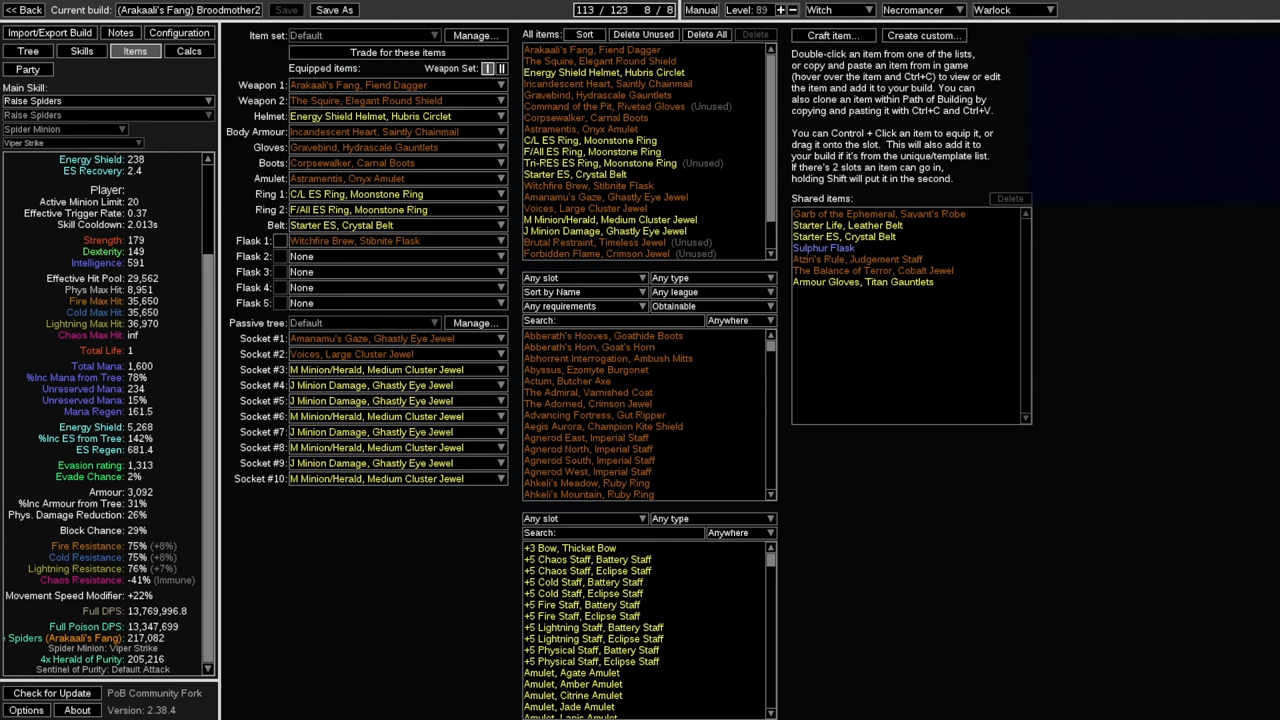 << Back Current build: (Arakaali's Fang) Broodmother2 Save Save As 113 / 123 8 / 8 Manual Level: 89 + - Witch Necromancer Warlock
Import/Export Build Notes Configuration
Tree Skills Items Calcs
Party
Main Skill:
Raise Spiders
Raise Spiders
Spider Minion
Viper Strike
Energy Shield: 238
ES Recovery: 2.4
Player:
Active Minion Limit: 20
Effective Trigger Rate: 0.37
Skill Cooldown: 2.013s
Strength: 179
Dexterity: 149
Intelligence: 591
Effective Hit Pool: 29,562
Phys Max Hit: 8,951
Fire Max Hit: 35,650
Cold Max Hit: 35,650
Lightning Max Hit: 36,970
Chaos Max Hit: inf
Total Life: 1
Total Mana: 1,600
%Inc Mana from Tree: 78%
Unreserved Mana: 234
Unreserved Mana: 15%
Mana Regen: 161.5
Energy Shield: 5,268
%Inc ES from Tree: 142%
ES Regen: 681.4
Evasion rating: 1,313
Evade Chance: 2%
Armour: 3,092
%Inc Armour from Tree: 31%
Phys. Damage Reduction: 26%
Block Chance: 29%
Fire Resistance: 75% (+8%)
Cold Resistance: 75% (+8%)
Lightning Resistance: 76% (+7%)
Chaos Resistance: -41% (Immune)
Movement Speed Modifier: +22%
Full DPS: 13,769,996.8
Full Poison DPS: 13,347,699
Spiders (Arakaali's Fang): 217,082
Spider Minion: Viper Strike
4x Herald of Purity: 205,216
Sentinel of Purity: Default Attack
Check for Update PoB Community Fork
Options About Version: 2.38.4
Item set: Default Manage...
Trade for these items
Equipped items: Weapon Set: I II
Weapon 1: Arakaali's Fang, Fiend Dagger
Weapon 2: The Squire, Elegant Round Shield
Helmet: Energy Shield Helmet, Hubris Circlet
Body Armour: Incandescent Heart, Saintly Chainmail
Gloves: Gravebind, Hydrascale Gauntlets
Boots: Corpsewalker, Carnal Boots
Amulet: Astramentis, Onyx Amulet
Ring 1: C/L ES Ring, Moonstone Ring
Ring 2: F/All ES Ring, Moonstone Ring
Belt: Starter ES, Crystal Belt
Flask 1: Witchfire Brew, Stibnite Flask
Flask 2: None
Flask 3: None
Flask 4: None
Flask 5: None
Passive tree: Default Manage...
Socket #1: Amanamu's Gaze, Ghastly Eye Jewel
Socket #2: Voices, Large Cluster Jewel
Socket #3: M Minion/Herald, Medium Cluster Jewel
Socket #4: J Minion Damage, Ghastly Eye Jewel
Socket #5: J Minion Damage, Ghastly Eye Jewel
Socket #6: M Minion/Herald, Medium Cluster Jewel
Socket #7: J Minion Damage, Ghastly Eye Jewel
Socket #8: M Minion/Herald, Medium Cluster Jewel
Socket #9: J Minion Damage, Ghastly Eye Jewel
Socket #10: M Minion/Herald, Medium Cluster Jewel
All items: Sort Delete Unused Delete All Delete
Arakaali's Fang, Fiend Dagger
The Squire, Elegant Round Shield
Energy Shield Helmet, Hubris Circlet
Incandescent Heart, Saintly Chainmail
Gravebind, Hydrascale Gauntlets
Command of the Pit, Riveted Gloves (Unused)
Corpsewalker, Carnal Boots
Astramentis, Onyx Amulet
C/L ES Ring, Moonstone Ring
F/All ES Ring, Moonstone Ring
Tri-RES ES Ring, Moonstone Ring (Unused)
Starter ES, Crystal Belt
Witchfire Brew, Stibnite Flask
Amanamu's Gaze, Ghastly Eye Jewel
Voices, Large Cluster Jewel
M Minion/Herald, Medium Cluster Jewel
J Minion Damage, Ghastly Eye Jewel
Brutal Restraint, Timeless Jewel (Unused)
Forbidden Flame, Crimson Jewel (Unused)
Any slot Any type
Sort by Name Any league
Any requirements Obtainable
Search: Anywhere
Abberath's Hooves, Goathide Boots
Abberath's Horn, Goat's Horn
Abhorrent Interrogation, Ambush Mitts
Abyssus, Ezomyte Burgonet
Actum, Butcher Axe
The Admiral, Varnished Coat
The Adorned, Crimson Jewel
Advancing Fortress, Gut Ripper
Aegis Aurora, Champion Kite Shield
Agnerod East, Imperial Staff
Agnerod North, Imperial Staff
Agnerod South, Imperial Staff
Agnerod West, Imperial Staff
Ahkeli's Meadow, Ruby Ring
Ahkeli's Mountain, Ruby Ring
Any slot Any type
Search: Anywhere
+3 Bow, Thicket Bow
+5 Chaos Staff, Battery Staff
+5 Chaos Staff, Eclipse Staff
+5 Cold Staff, Battery Staff
+5 Cold Staff, Eclipse Staff
+5 Fire Staff, Battery Staff
+5 Fire Staff, Eclipse Staff
+5 Lightning Staff, Battery Staff
+5 Lightning Staff, Eclipse Staff
+5 Physical Staff, Battery Staff
+5 Physical Staff, Eclipse Staff
Amulet, Agate Amulet
Amulet, Amber Amulet
Amulet, Citrine Amulet
Amulet, Jade Amulet
Amulet, Lapis Amulet
Craft item... Create custom...
Double-click an item from one of the lists,
or copy and paste an item from in game
(hover over the item and Ctrl+C) to view or edit
the item and add it to your build. You can
also clone an item within Path of Building by
copying and pasting it with Ctrl+C and Ctrl+V.
You can Control + Click an item to equip it, or
drag it onto the slot. This will also add it to
your build if it's from the unique/template list.
If there's 2 slots an item can go in,
holding Shift will put it in the second.
Shared items: Delete
Garb of the Ephemeral, Savant's Robe
Starter Life, Leather Belt
Starter ES, Crystal Belt
Sulphur Flask
Atziri's Rule, Judgement Staff
The Balance of Terror, Cobalt Jewel
Armour Gloves, Titan Gauntlets